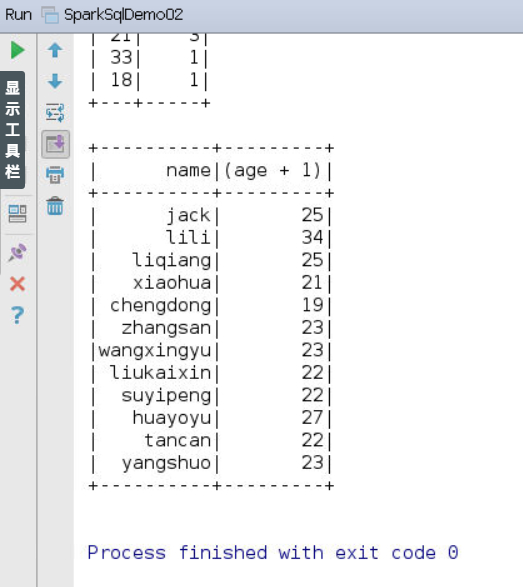 Run SparkSqlDemo02
显示工具栏
| 21| 3|
| 33| 1|
| 18| 1|
+---+------+
+----------+---------+
| name|(age + 1)|
+----------+---------+
| jack| 25|
| lili| 34|
| liqiang| 25|
| xiaohua| 21|
| chengdong| 19|
| zhangsan| 23|
|wangxingyu| 23|
| liukaixin| 22|
| suyipeng| 22|
| huayoyu| 27|
| tancan| 22|
| yangshuo| 23|
+----------+---------+
Process finished with exit code 0